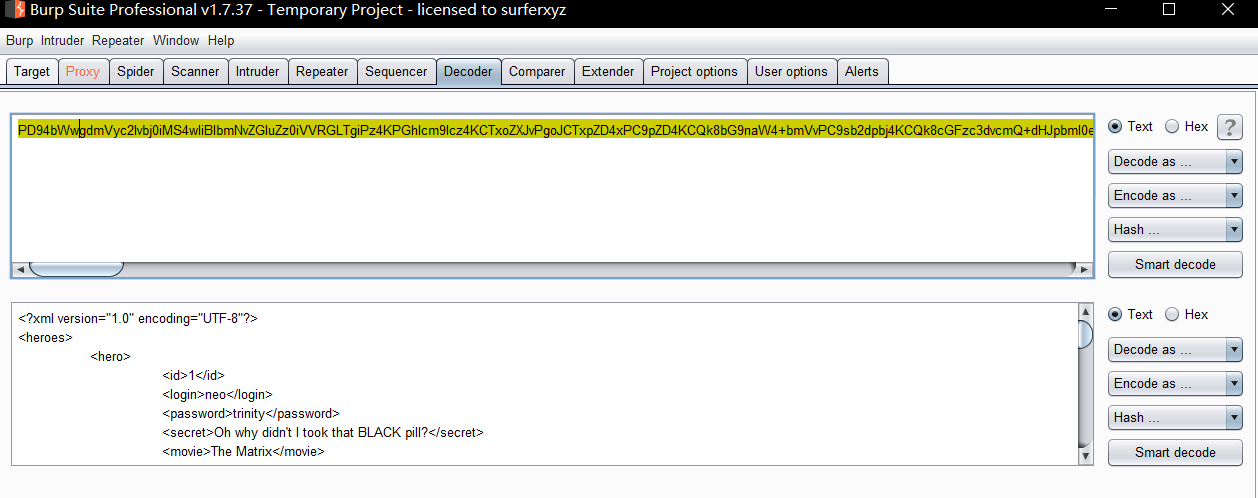 Burp Suite Professional v1.7.37 - Temporary Project - licensed to surferxyz
Burp Intruder Repeater Window Help
Target Proxy Spider Scanner Intruder Repeater Sequencer Decoder Comparer Extender Project options User options Alerts
PD94bWwgdmVyc2lvbj0iMS4wIiBlbmNvZGluZz0iVVRGLTgiPz4KPGhlcm9lcz4KCTxoZXJvPgoJCTxpZD4xPC9pZD4KCQk8bG9naW4+bmVvPC9sb2dpbj4KCQk8cGFzc3dvcmQ+dHJpbml0e
Text Hex ?
Decode as ...
Encode as ...
Hash ...
Smart decode
<?xml version="1.0" encoding="UTF-8"?>
<heroes>
<hero>
<id>1</id>
<login>neo</login>
<password>trinity</password>
<secret>Oh why didn't I took that BLACK pill?</secret>
<movie>The Matrix</movie>
Text Hex
Decode as ...
Encode as ...
Hash ...
Smart decode